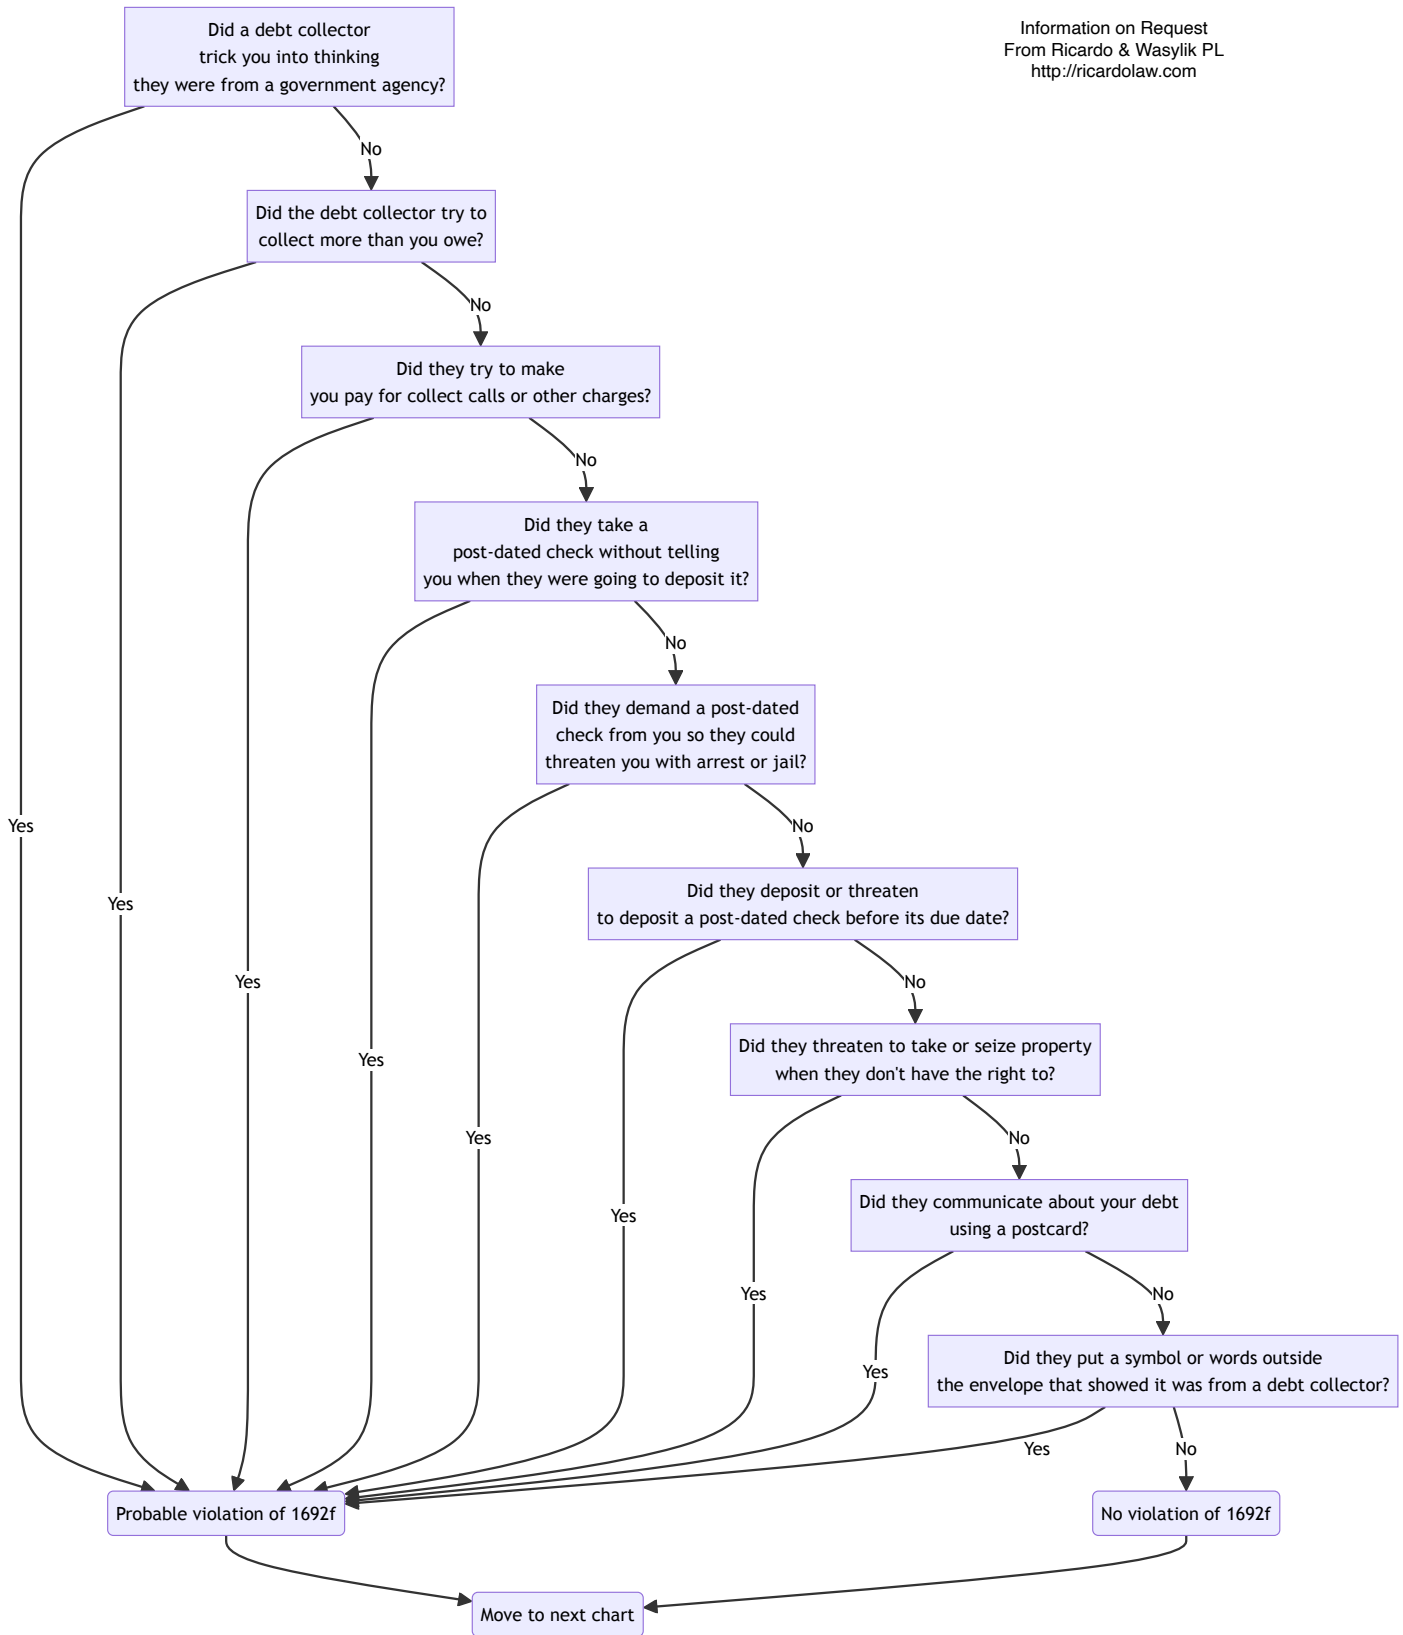 Did a debt collector
trick you into thinking
they were from a government agency?
Information on Request
From Ricardo & Wasylik PL
http://ricardolaw.com
No
Did the debt collector try to
collect more than you owe?
No
Did they try to make
you pay for collect calls or other charges?
No
Did they take a
post-dated check without telling
you when they were going to deposit it?
No
Did they demand a post-dated
check from you so they could
threaten you with arrest or jail?
Yes
No
Did they deposit or threaten
to deposit a post-dated check before its due date?
Yes
Yes
No
Did they threaten to take or seize property
when they don't have the right to?
Yes
Yes
No
Did they communicate about your debt
using a postcard?
Yes
Yes
No
Did they put a symbol or words outside
the envelope that showed it was from a debt collector?
Yes
Yes
No
Probable violation of 1692f
No violation of 1692f
Move to next chart